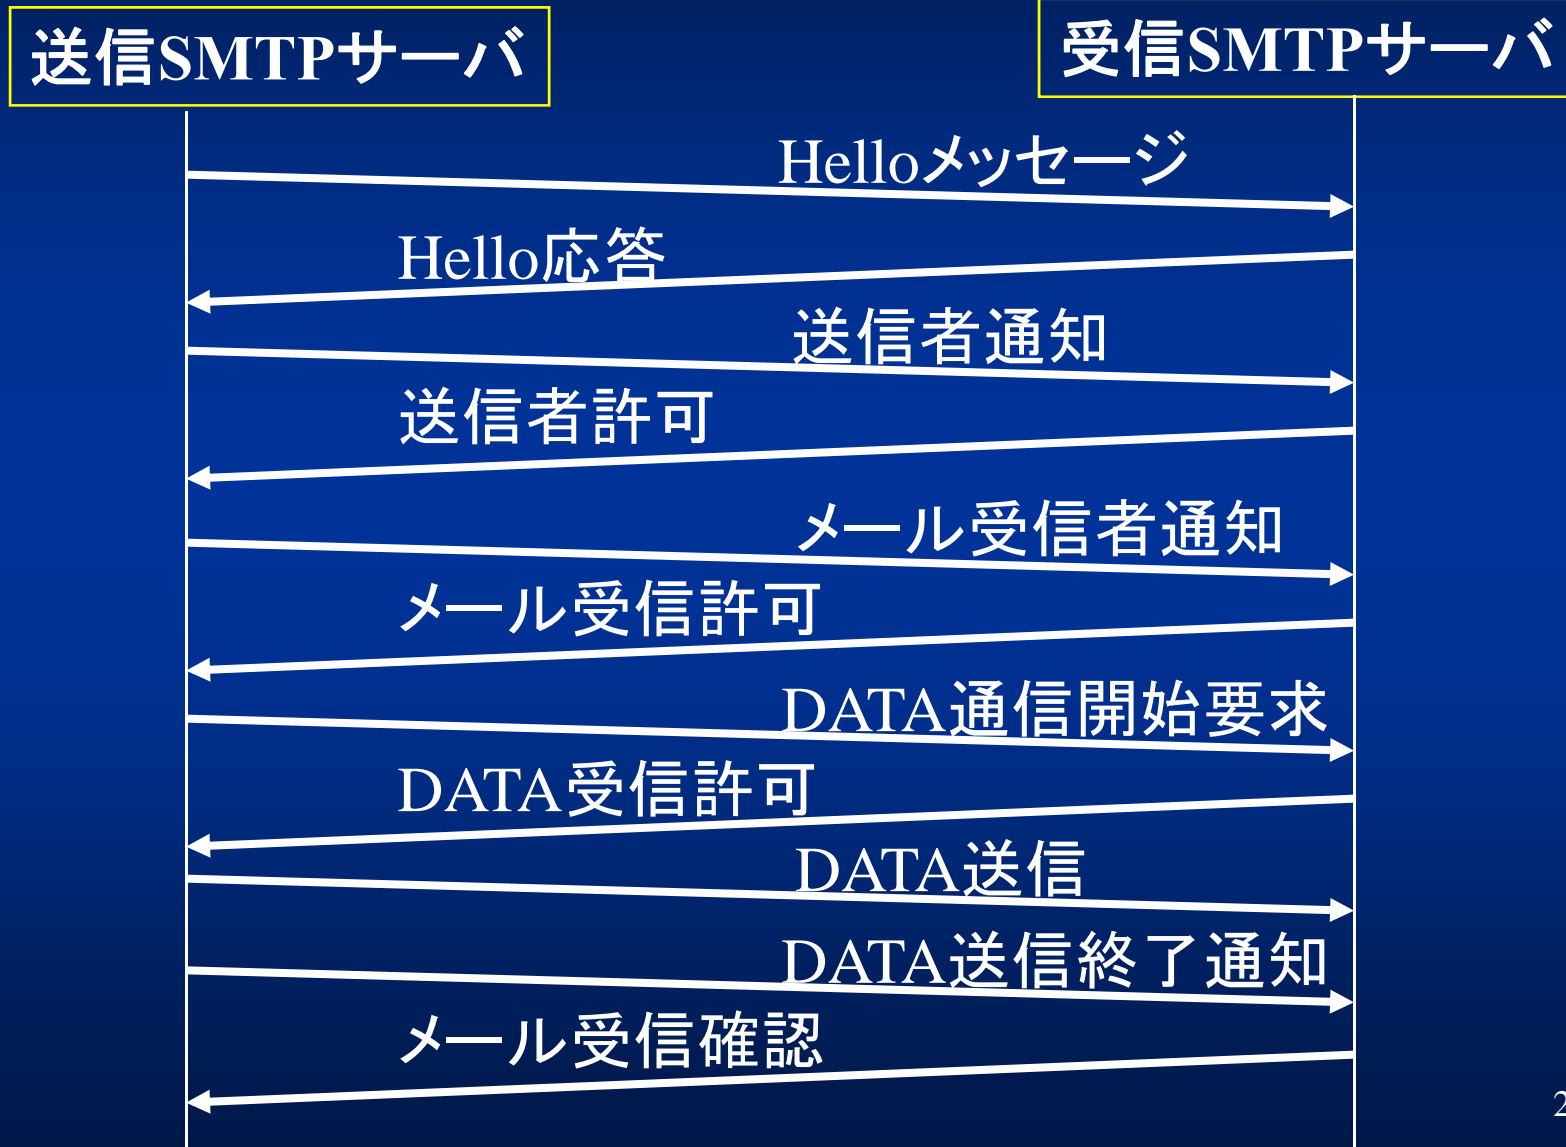 送信SMTPサーバ
受信SMTPサーバ
Helloメッセージ
Hello応答
送信者通知
送信者許可
メール受信者通知
メール受信許可
DATA通信開始要求
DATA受信許可
DATA送信
DATA送信終了通知
メール受信確認
2